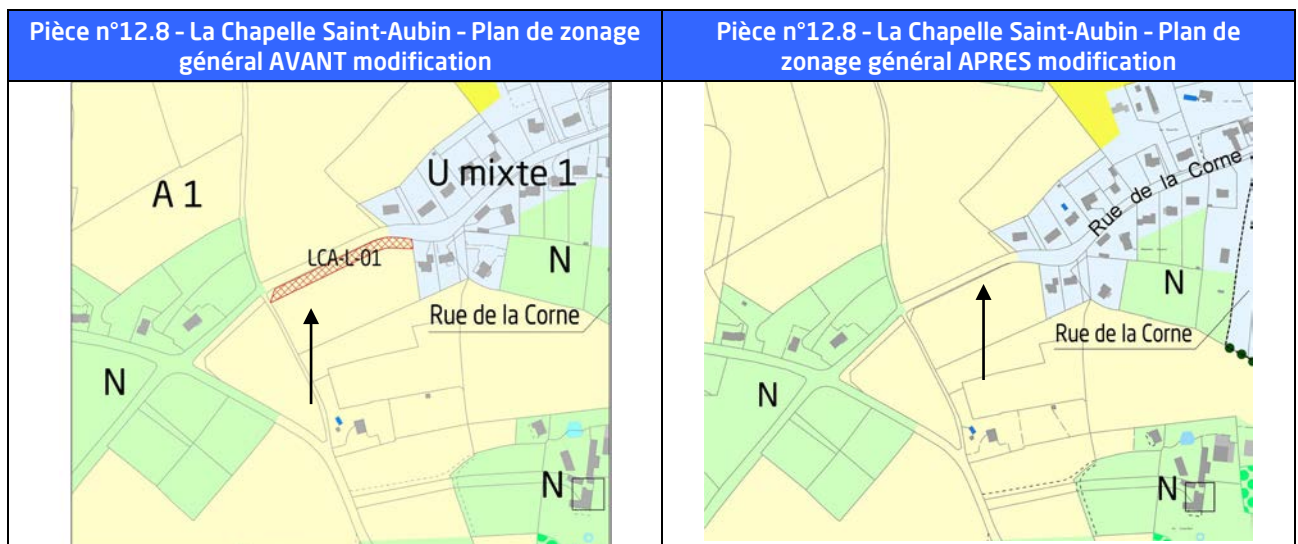 Pièce n°12.8 – La Chapelle Saint-Aubin – Plan de zonage
général AVANT modification
Pièce n°12.8 – La Chapelle Saint-Aubin – Plan de
zonage général APRES modification
A 1
U mixte 1
LCA-L-01
N
Rue de la Corne
N
N
Rue de la Corne
N
Rue de la Corne
N
N